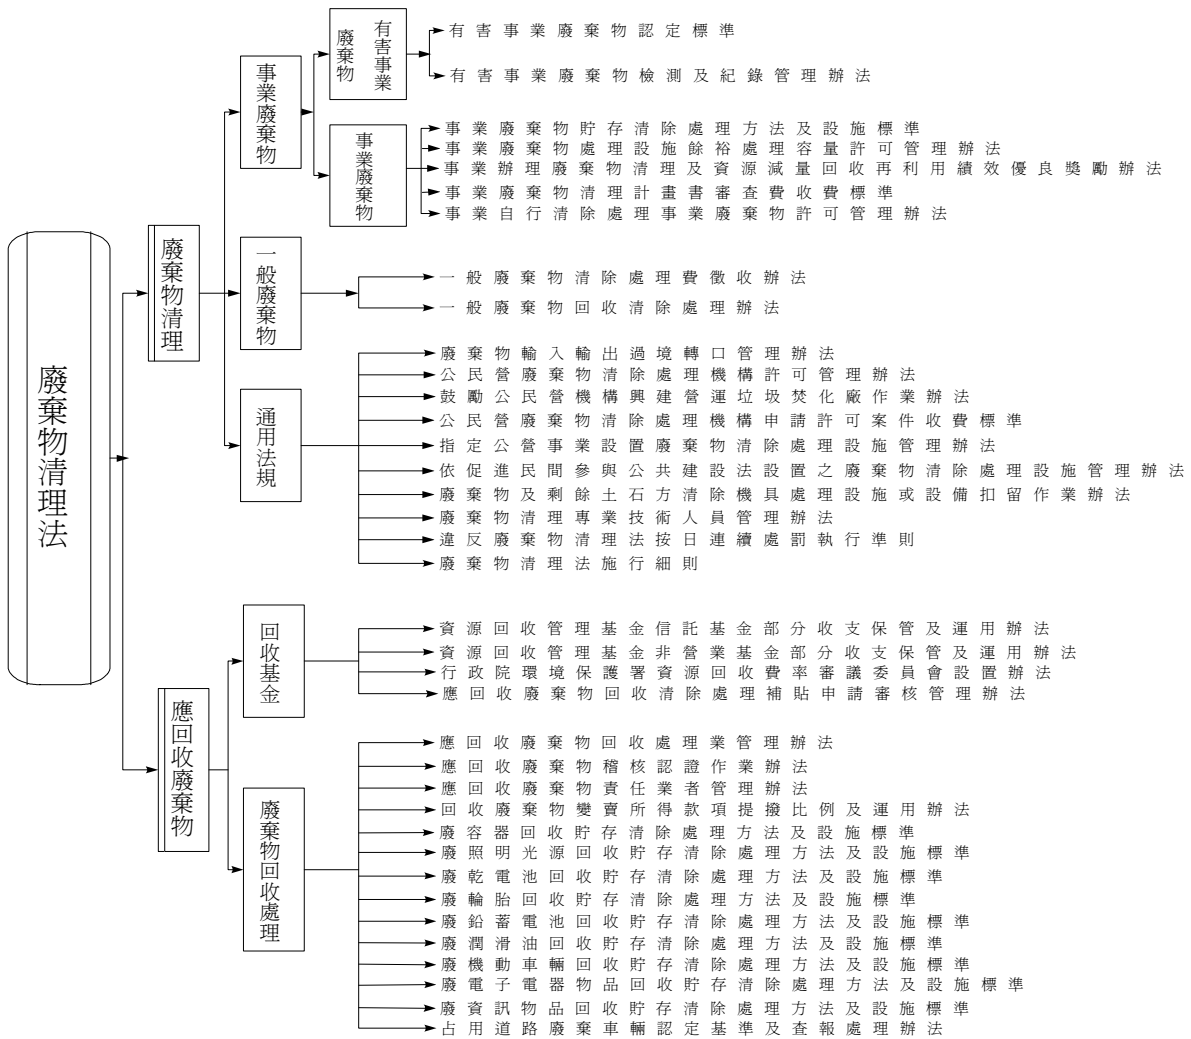 廢棄物清理法
廢棄物清理
事業廢棄物
有害事業
廢棄物
有害事業廢棄物認定標準
有害事業廢棄物檢測及紀錄管理辦法
事業廢棄物
事業廢棄物貯存清除處理方法及設施標準
事業廢棄物處理設施餘裕處理容量許可管理辦法
事業辦理廢棄物清理及資源減量回收再利用績效優良獎勵辦法
事業廢棄物清理計畫書審查費收費標準
事業自行清除處理事業廢棄物許可管理辦法
一般廢棄物
一般廢棄物清除處理費徵收辦法
一般廢棄物回收清除處理辦法
通用法規
廢棄物輸入輸出過境轉口管理辦法
公民營廢棄物清除處理機構許可管理辦法
鼓勵公民營機構興建營運垃圾焚化廠作業辦法
公民營廢棄物清除處理機構申請許可案件收費標準
指定公營事業設置廢棄物清除處理設施管理辦法
依促進民間參與公共建設法設置之廢棄物清除處理設施管理辦法
廢棄物及剩餘土石方清除機具處理設施或設備扣留作業辦法
廢棄物清理專業技術人員管理辦法
違反廢棄物清理法按日連續處罰執行準則
廢棄物清理法施行細則
應回收廢棄物
回收基金
資源回收管理基金信託基金部分收支保管及運用辦法
資源回收管理基金非營業基金部分收支保管及運用辦法
行政院環境保護署資源回收費率審議委員會設置辦法
應回收廢棄物回收清除處理補貼申請審核管理辦法
廢棄物回收處理
應回收廢棄物回收處理業管理辦法
應回收廢棄物稽核認證作業辦法
應回收廢棄物責任業者管理辦法
回收廢棄物變賣所得款項提撥比例及運用辦法
廢容器回收貯存清除處理方法及設施標準
廢照明光源回收貯存清除處理方法及設施標準
廢乾電池回收貯存清除處理方法及設施標準
廢輪胎回收貯存清除處理方法及設施標準
廢鉛蓄電池回收貯存清除處理方法及設施標準
廢潤滑油回收貯存清除處理方法及設施標準
廢機動車輛回收貯存清除處理方法及設施標準
廢電子電器物品回收貯存清除處理方法及設施標準
廢資訊物品回收貯存清除處理方法及設施標準
占用道路廢棄車輛認定基準及查報處理辦法